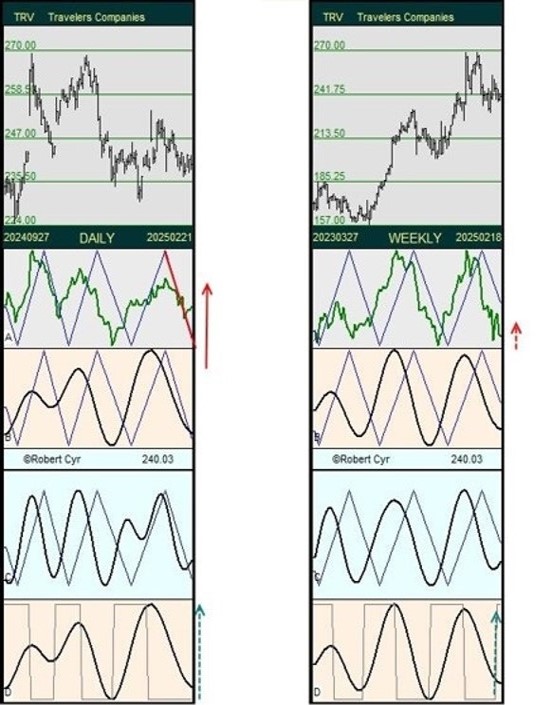 TRV Travelers Companies
270.00
258.50
247.00
235.50
224.00
20240927 DAILY 20250221
A
B
©Robert Cyr 240.03
C
D
TRV Travelers Companies
270.00
241.75
213.50
185.25
157.00
20230327 WEEKLY 20250218
A
B
©Robert Cyr 240.03
C
D